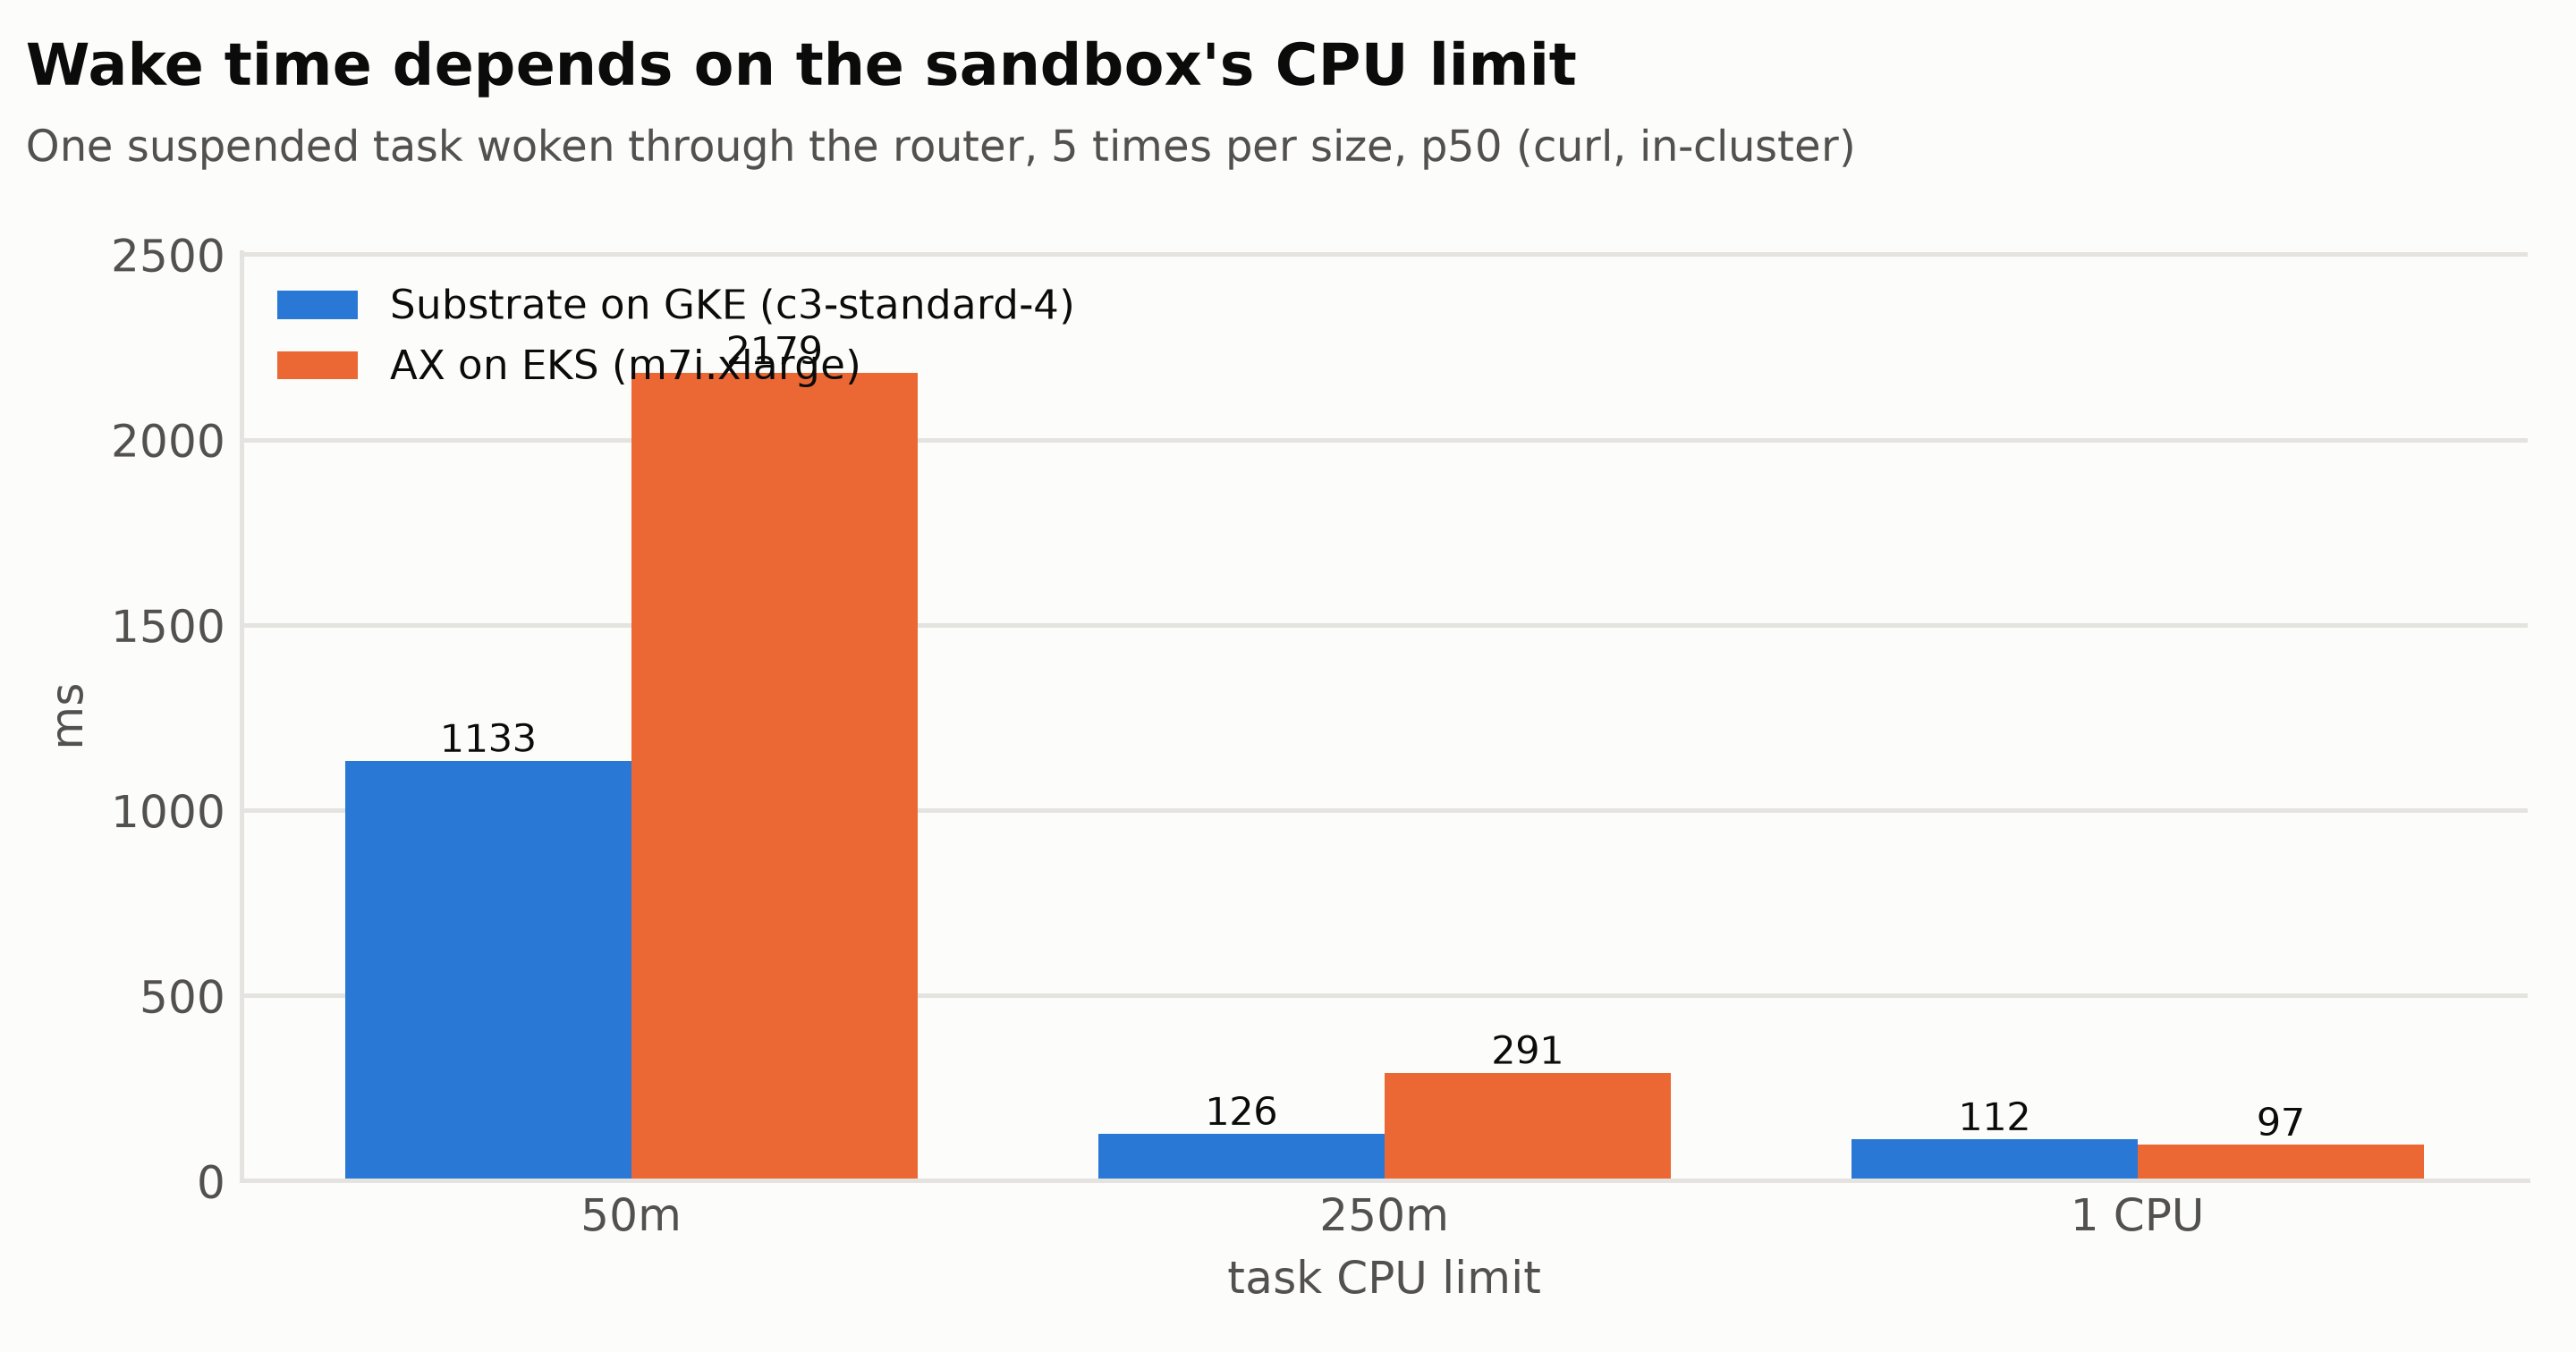 Wake time depends on the sandbox's CPU limit
One suspended task woken through the router, 5 times per size, p50 (curl, in-cluster)
2500
Substrate on GKE (c3-standard-4)
2179
AX on EKS (m7i.xlarge)
2000
1500
1133
ms
1000
500
291
126
112
97
0
50m
250m
1 CPU
task CPU limit